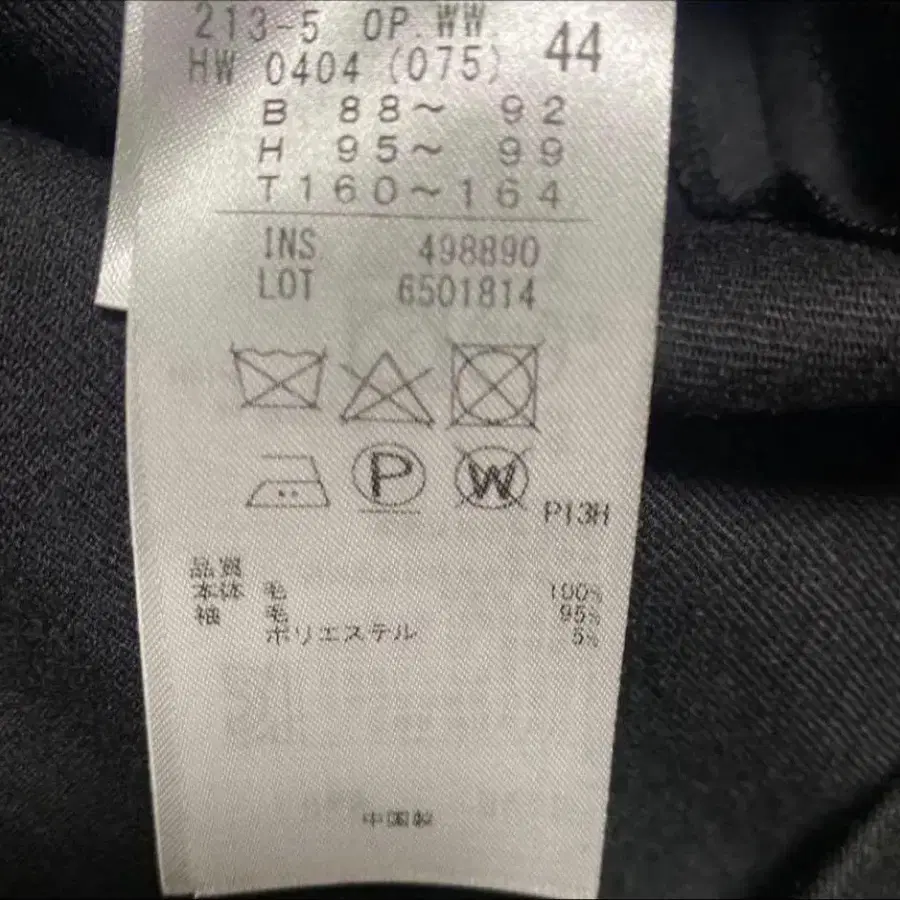 213-5 OP.WW. 44
HW 0404 (075)
B 88～ 92
H 95～ 99
T160～164
INS 498890
LOT 6501814
P W P13H
品質
本体 毛 100%
袖 毛 95%
ポリエステル 5%
中国製